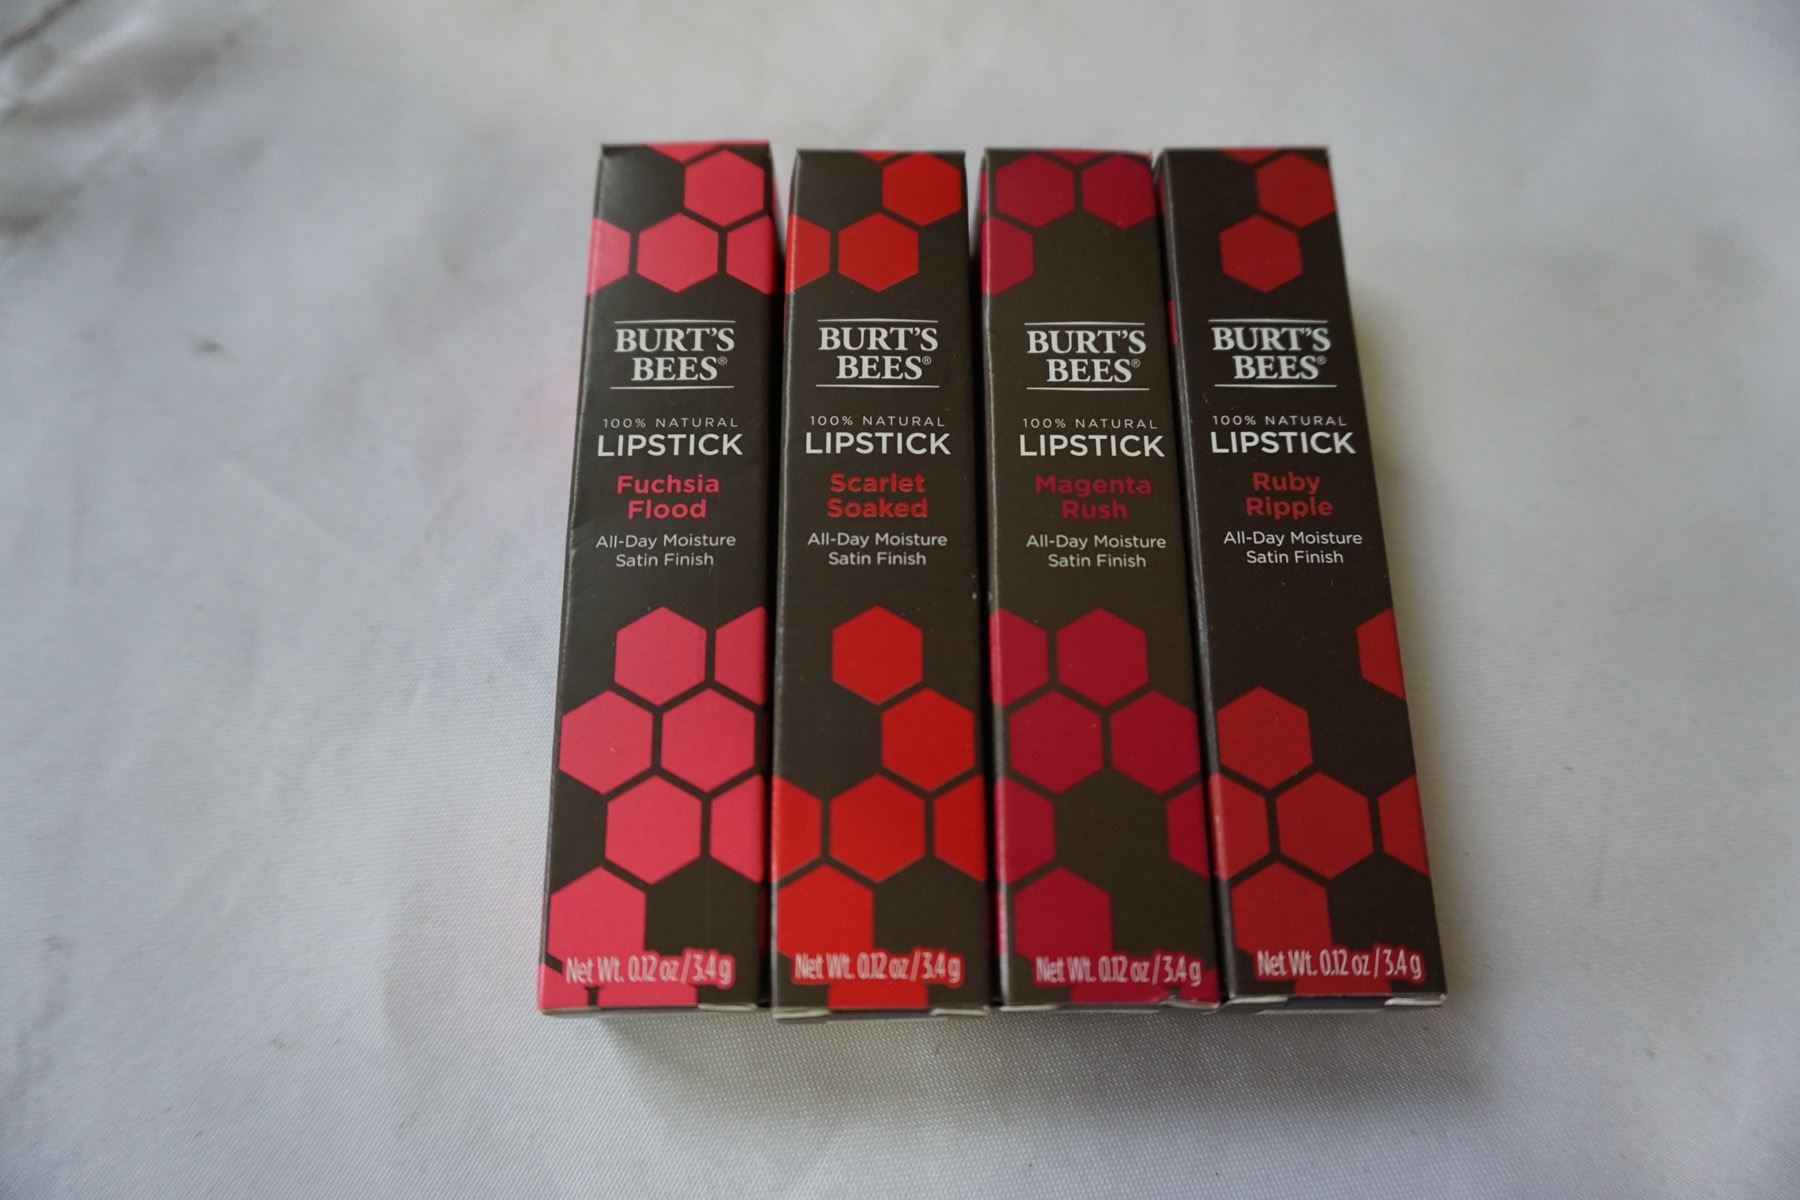 BURT'S
BEES®
100% NATURAL
LIPSTICK
Fuchsia
Flood
All-Day Moisture
Satin Finish
Net Wt. 0.12 oz / 3.4 g
BURT'S
BEES®
100% NATURAL
LIPSTICK
Scarlet
Soaked
All-Day Moisture
Satin Finish
Net Wt. 0.12 oz / 3.4 g
BURT'S
BEES®
100% NATURAL
LIPSTICK
Magenta
Rush
All-Day Moisture
Satin Finish
Net Wt. 0.12 oz / 3.4 g
BURT'S
BEES®
100% NATURAL
LIPSTICK
Ruby
Ripple
All-Day Moisture
Satin Finish
Net Wt. 0.12 oz / 3.4 g